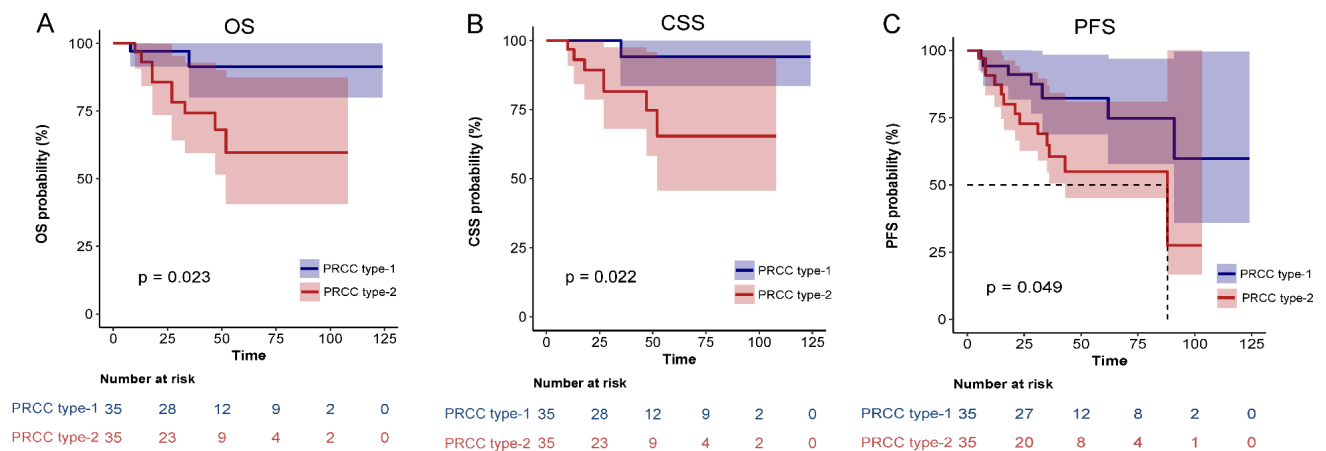 A
OS
OS probability (%)
100
75
50
25
0
p = 0.023
PRCC type-1
PRCC type-2
0 25 50 75 100 125
Time
Number at risk
PRCC type-1 35 28 12 9 2 0
PRCC type-2 35 23 9 4 2 0
B
CSS
CSS probability (%)
100
75
50
25
0
p = 0.022
PRCC type-1
PRCC type-2
0 25 50 75 100 125
Time
Number at risk
PRCC type-1 35 28 12 9 2 0
PRCC type-2 35 23 9 4 2 0
C
PFS
PFS probability (%)
100
75
50
25
0
p = 0.049
PRCC type-1
PRCC type-2
0 25 50 75 100 125
Time
Number at risk
PRCC type-1 35 27 12 8 2 0
PRCC type-2 35 20 8 4 1 0